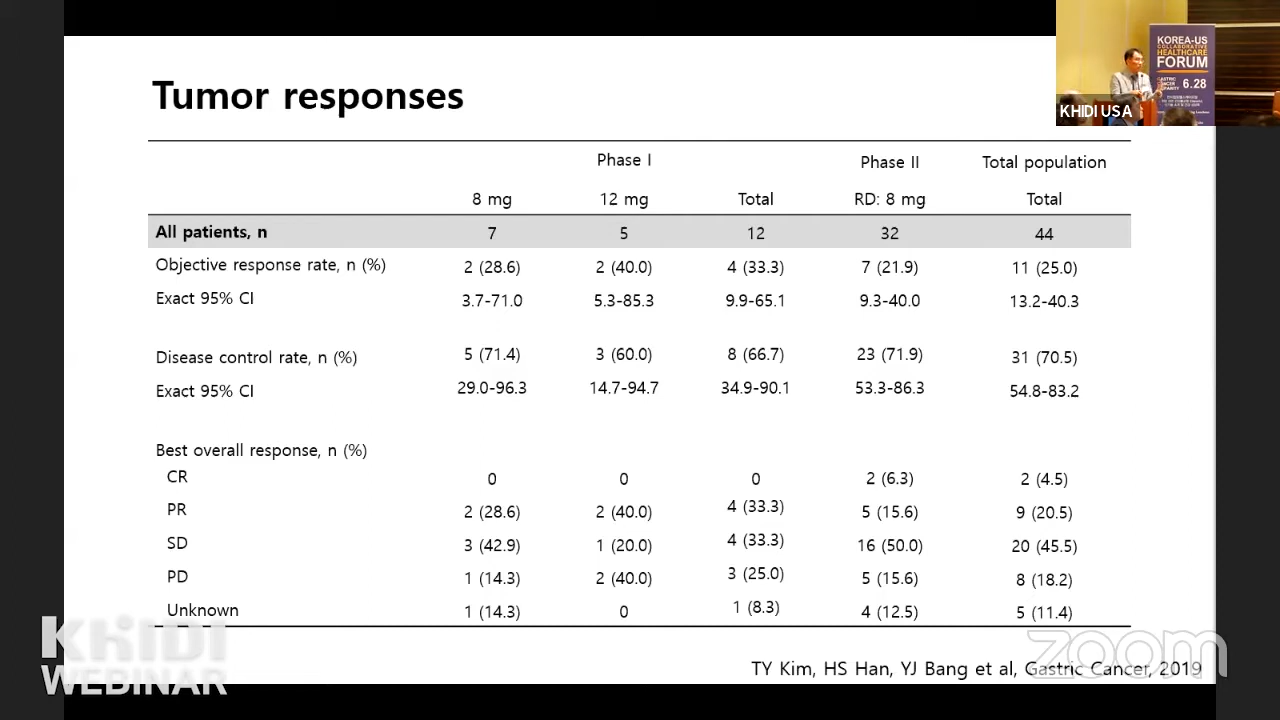 Tumor responses
Phase I Phase II Total population
8 mg 12 mg Total RD: 8 mg Total
All patients, n 7 5 12 32 44
Objective response rate, n (%) 2 (28.6) 2 (40.0) 4 (33.3) 7 (21.9) 11 (25.0)
Exact 95% CI 3.7-71.0 5.3-85.3 9.9-65.1 9.3-40.0 13.2-40.3
Disease control rate, n (%) 5 (71.4) 3 (60.0) 8 (66.7) 23 (71.9) 31 (70.5)
Exact 95% CI 29.0-96.3 14.7-94.7 34.9-90.1 53.3-86.3 54.8-83.2
Best overall response, n (%)
CR 0 0 0 2 (6.3) 2 (4.5)
PR 2 (28.6) 2 (40.0) 4 (33.3) 5 (15.6) 9 (20.5)
SD 3 (42.9) 1 (20.0) 4 (33.3) 16 (50.0) 20 (45.5)
PD 1 (14.3) 2 (40.0) 3 (25.0) 5 (15.6) 8 (18.2)
Unknown 1 (14.3) 0 1 (8.3) 4 (12.5) 5 (11.4)
TY Kim, HS Han, YJ Bang et al, Gastric Cancer, 2019
KHIDI
WEBINAR
zoom
KOREA-US
COLLABORATIVE
HEALTHCARE
FORUM
6.28
KHIDI USA